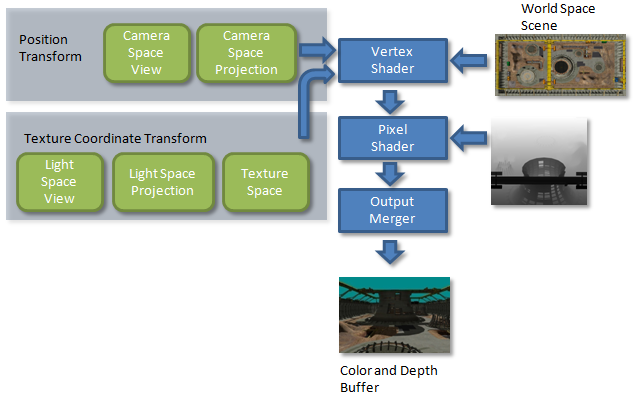 Position
Transform
Camera
Space
View
Camera
Space
Projection
Vertex
Shader
World Space
Scene
Texture Coordinate Transform
Light
Space
View
Light Space
Projection
Texture
Space
Pixel
Shader
Output
Merger
Color and Depth
Buffer